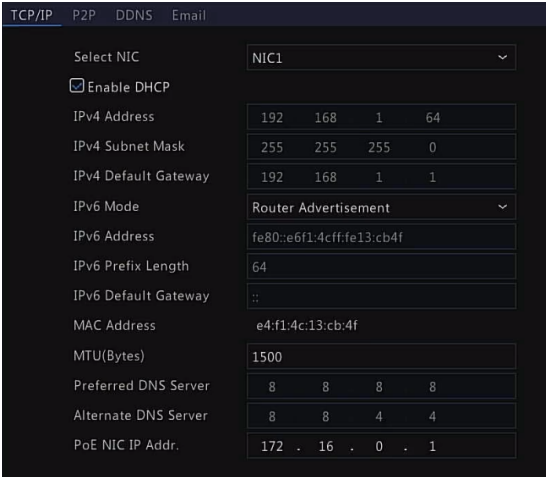 TCP/IP P2P DDNS Email
Select NIC NIC1
Enable DHCP
IPv4 Address 192 168 1 64
IPv4 Subnet Mask 255 255 255 0
IPv4 Default Gateway 192 168 1 1
IPv6 Mode Router Advertisement
IPv6 Address fe80::e6f1:4cff:fe13:cb4f
IPv6 Prefix Length 64
IPv6 Default Gateway ::
MAC Address e4:f1:4c:13:cb:4f
MTU(Bytes) 1500
Preferred DNS Server 8 8 8 8
Alternate DNS Server 8 8 4 4
PoE NIC IP Addr. 172 . 16 . 0 . 1